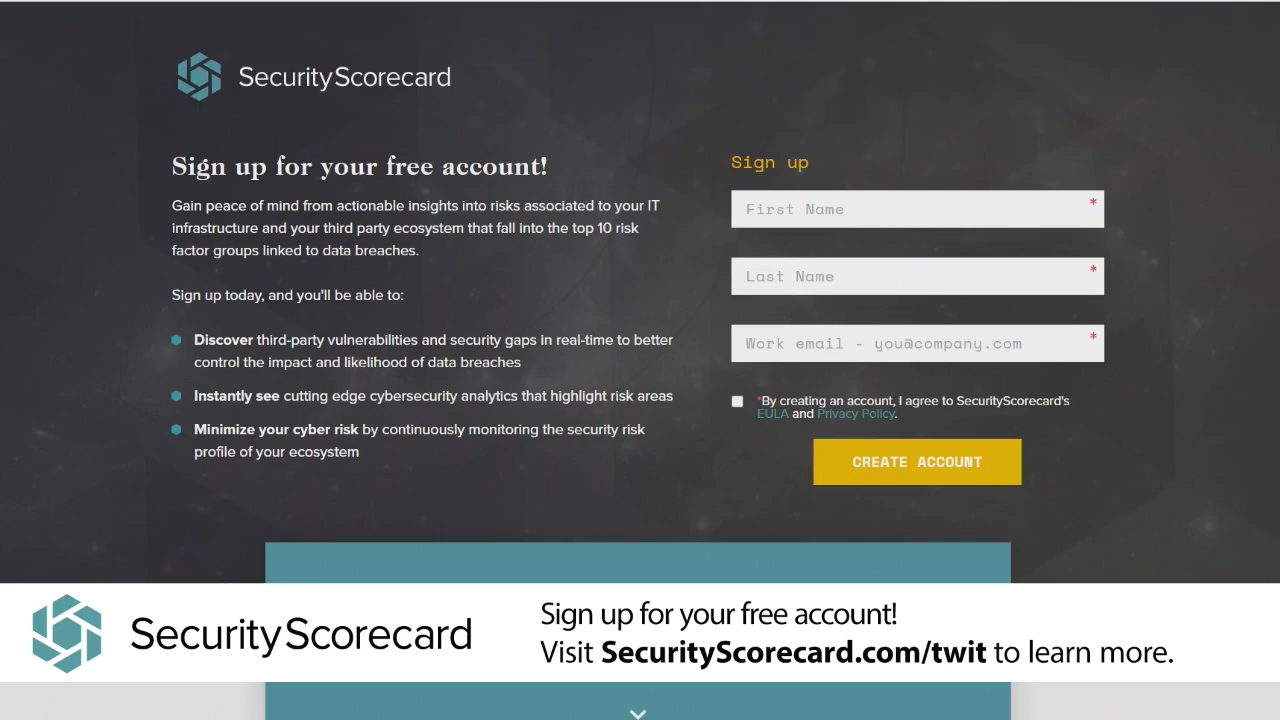 SecurityScorecard
Sign up for your free account!
Gain peace of mind from actionable insights into risks associated to your IT
infrastructure and your third party ecosystem that fall into the top 10 risk
factor groups linked to data breaches.
Sign up today, and you'll be able to:
Discover third-party vulnerabilities and security gaps in real-time to better
control the impact and likelihood of data breaches
Instantly see cutting edge cybersecurity analytics that highlight risk areas
Minimize your cyber risk by continuously monitoring the security risk
profile of your ecosystem
Sign up
First Name *
Last Name *
Work email - you@company.com *
*By creating an account, I agree to SecurityScorecard's
EULA and Privacy Policy.
CREATE ACCOUNT
SecurityScorecard
Sign up for your free account!
Visit SecurityScorecard.com/twit to learn more.